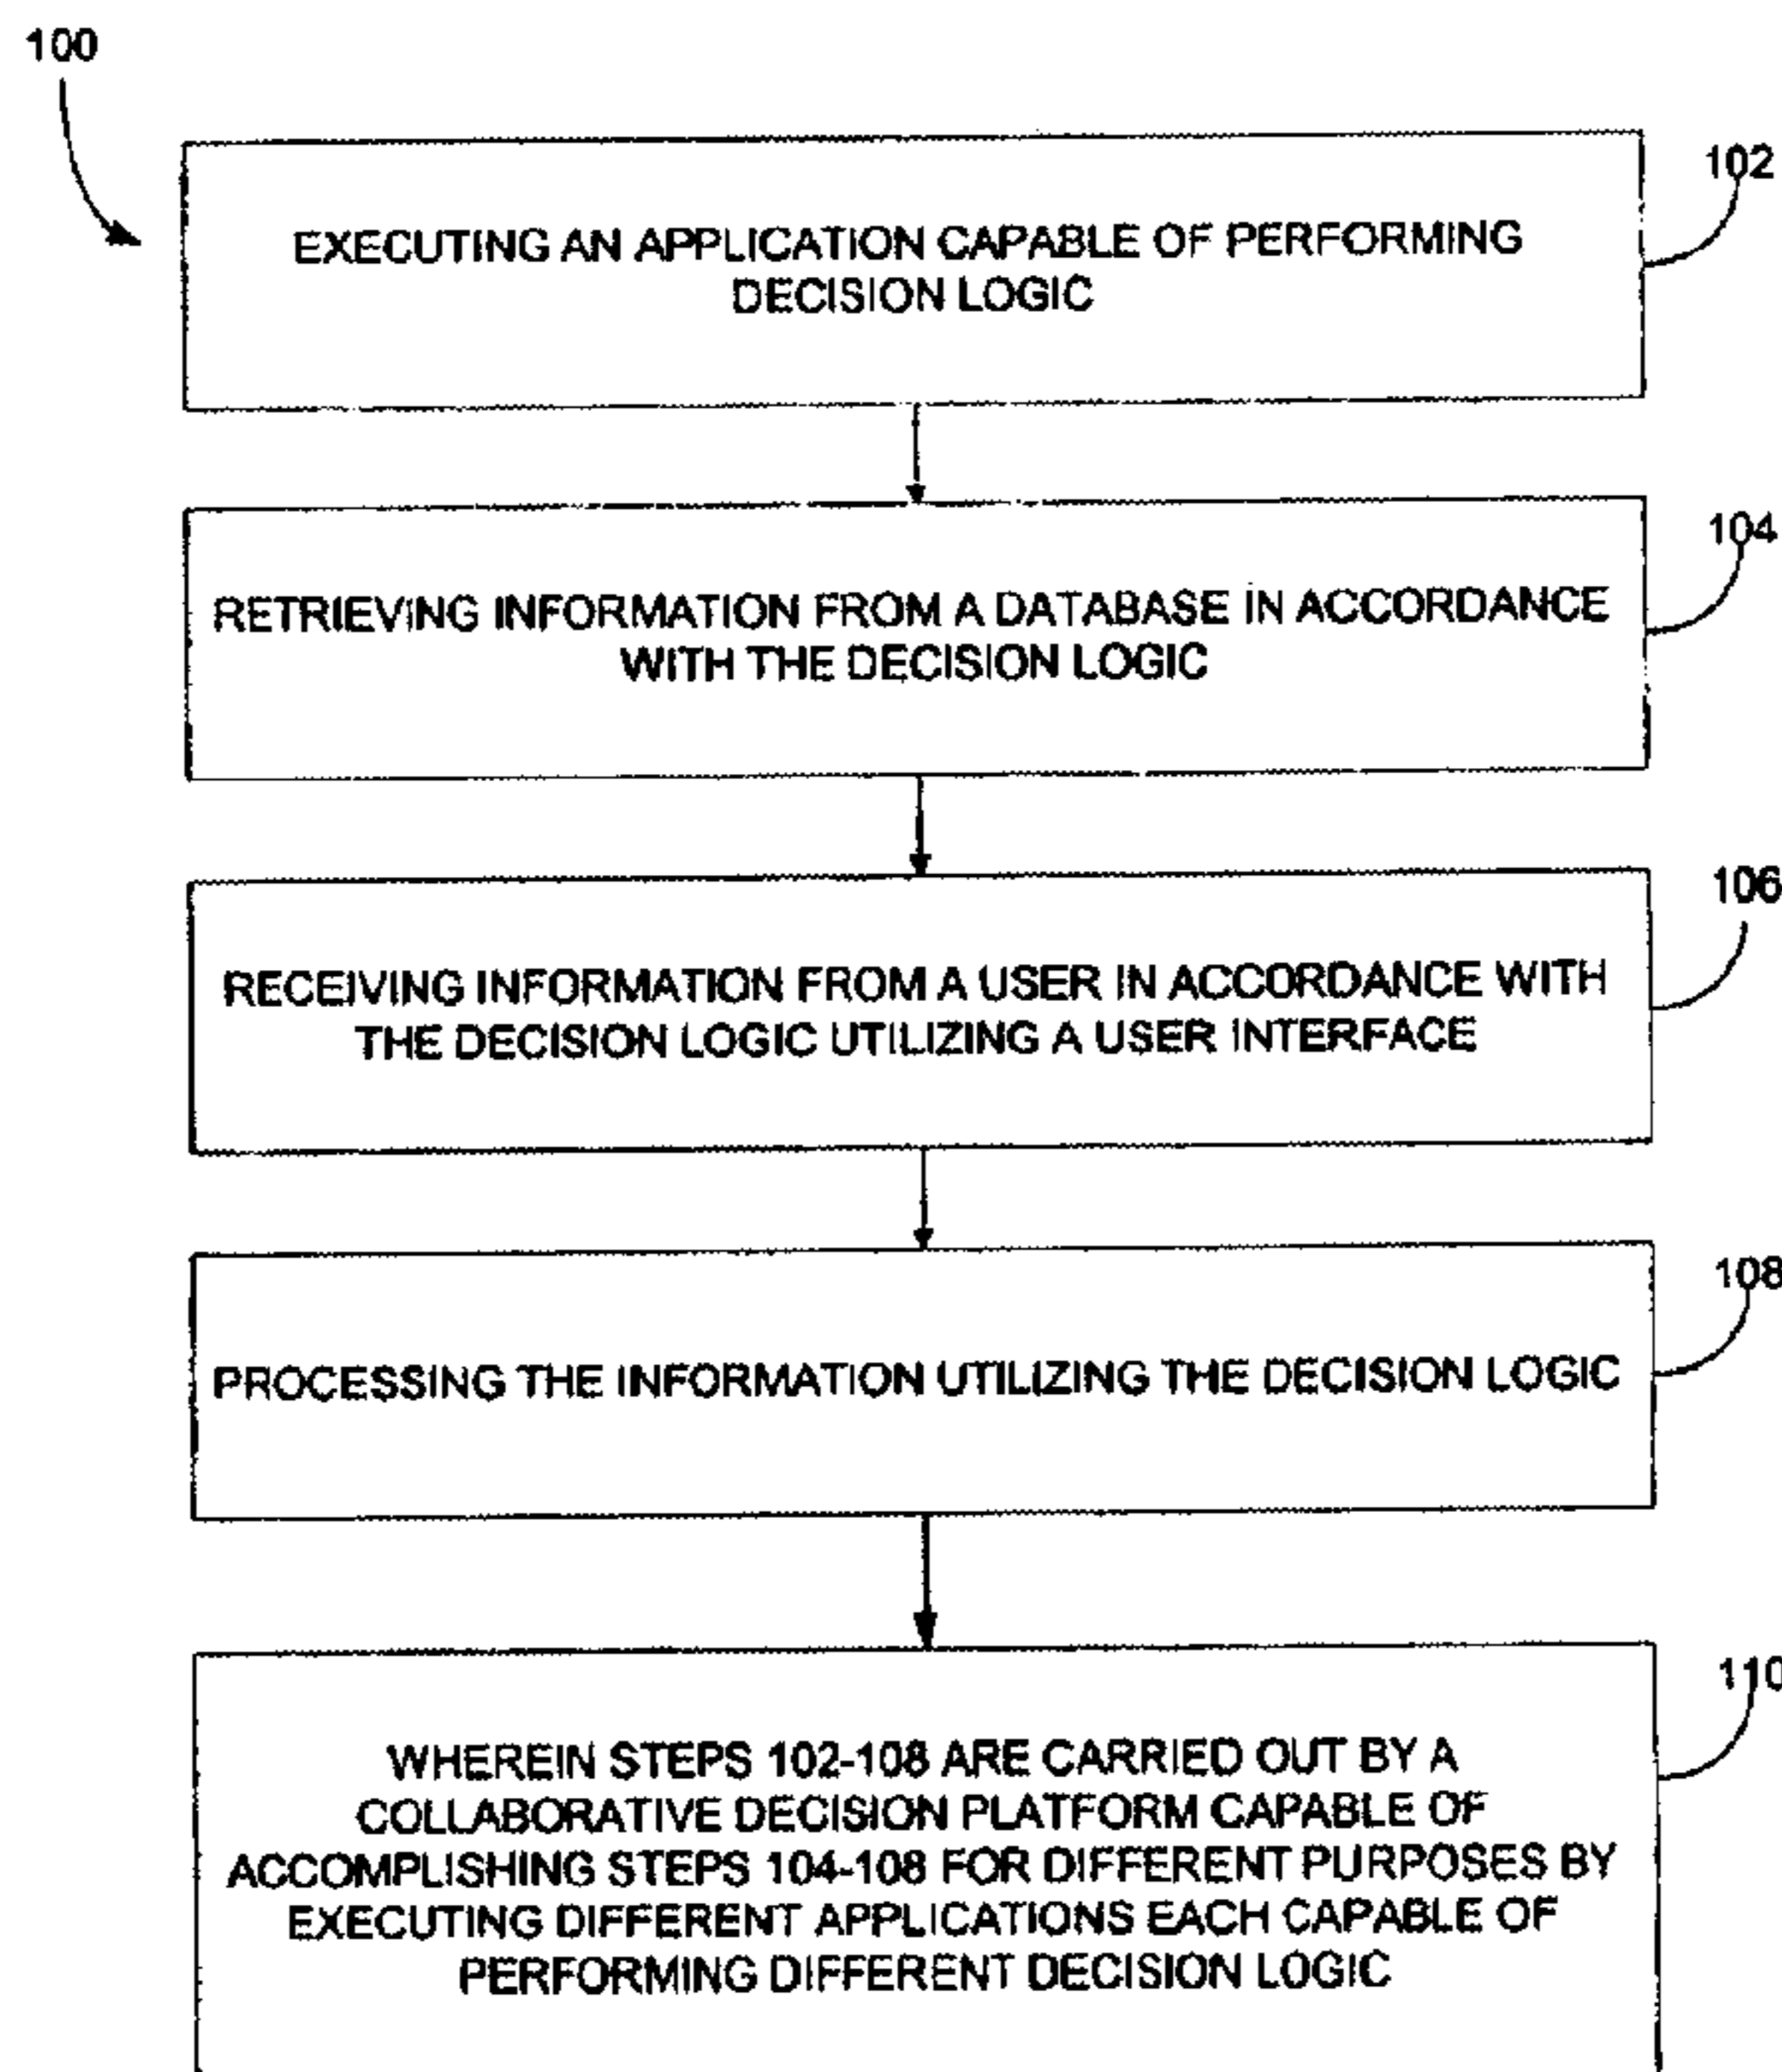 100
102
EXECUTING AN APPLICATION CAPABLE OF PERFORMING
DECISION LOGIC
104
RETRIEVING INFORMATION FROM A DATABASE IN ACCORDANCE
WITH THE DECISION LOGIC
106
RECEIVING INFORMATION FROM A USER IN ACCORDANCE WITH
THE DECISION LOGIC UTILIZING A USER INTERFACE
108
PROCESSING THE INFORMATION UTILIZING THE DECISION LOGIC
110
WHEREIN STEPS 102-108 ARE CARRIED OUT BY A
COLLABORATIVE DECISION PLATFORM CAPABLE OF
ACCOMPLISHING STEPS 104-108 FOR DIFFERENT PURPOSES BY
EXECUTING DIFFERENT APPLICATIONS EACH CAPABLE OF
PERFORMING DIFFERENT DECISION LOGIC